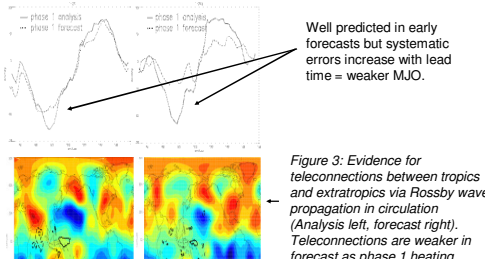 phase 1 analysis
phase 1 forecast
phase 1 analysis
phase 1 forecast
Well predicted in early
forecasts but systematic
errors increase with lead
time = weaker MJO.
Figure 3: Evidence for
teleconnections between tropics
and extratropics via Rossby wave
propagation in circulation
(Analysis left, forecast right).
Teleconnections are weaker in
forecast as phase 1 heating